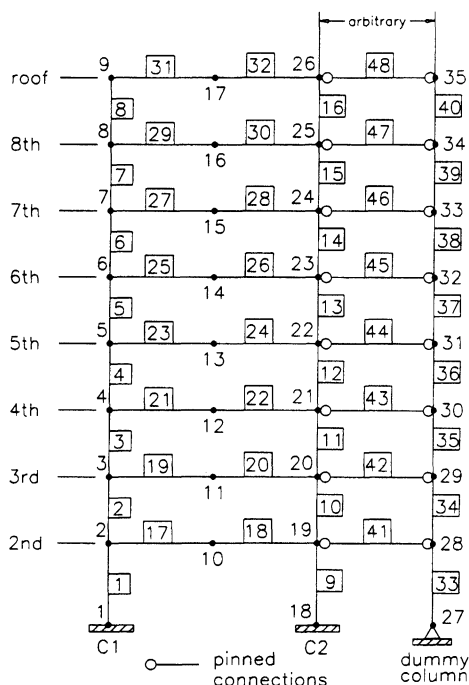 arbitrary
9 31 32 26 48
roof 17 35
8 16 40
8 29 30 25 47
8th 16 34
7 15 39
7 27 28 24 46
7th 15 33
6 14 38
6 25 26 23 45
6th 14 32
5 13 37
5 23 24 22 44
5th 13 31
4 12 36
4 21 22 21 43
4th 12 30
3 11 35
3 19 20 20 42
3rd 11 29
2 10 34
2 17 18 19 41
2nd 10 28
1 9 33
1 18 27
C1 C2
pinned connections
dummy column